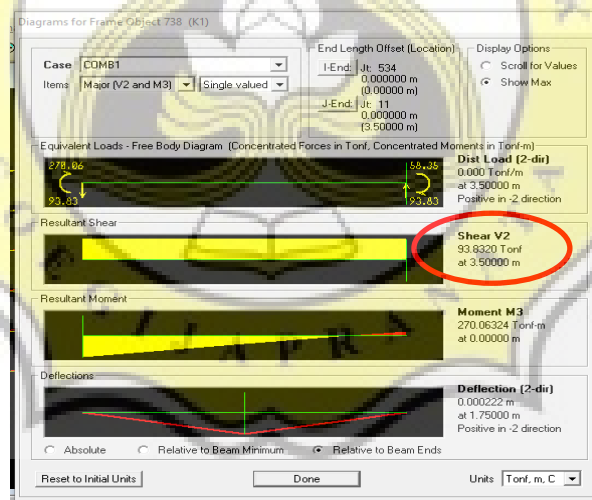 Diagrams for Frame Object 738 (K1)
End Length Offset (Location)
Display Options
Case COMB1
Items Major (V2 and M3) Single valued
I-End: Jt: 534
0.000000 m
(0.00000 m)
J-End: Jt: 11
0.000000 m
(3.50000 m)
Scroll for Values
Show Max
Equivalent Loads - Free Body Diagram (Concentrated Forces in Tonf, Concentrated Moments in Tonf-m)
270.06
58.35
93.83
93.83
Dist Load (2-dir)
0.000 Tonf/m
at 3.50000 m
Positive in -2 direction
Resultant Shear
Shear V2
93.8320 Tonf
at 3.50000 m
Resultant Moment
Moment M3
270.06324 Tonf-m
at 0.00000 m
Deflections
Deflection (2-dir)
0.000222 m
at 1.75000 m
Positive in -2 direction
Absolute Relative to Beam Minimum Relative to Beam Ends
Reset to Initial Units Done Units Tonf, m, C